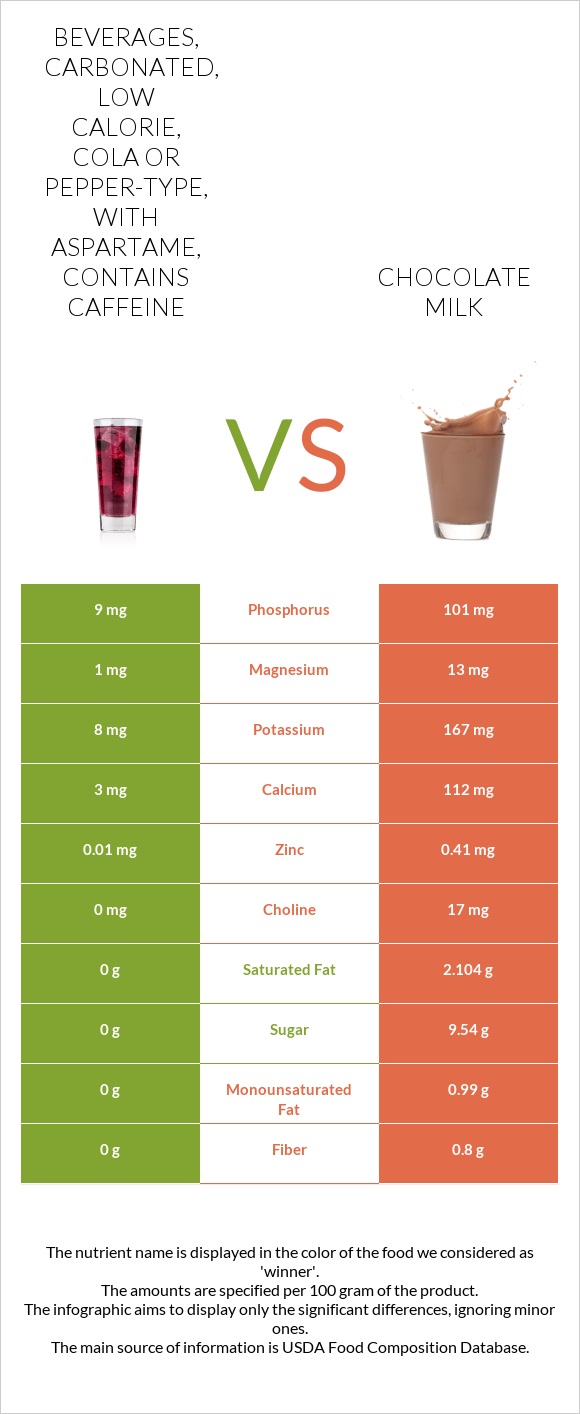 BEVERAGES,
CARBONATED,
LOW
CALORIE,
COLA OR
PEPPER-TYPE,
WITH
ASPARTAME,
CONTAINS
CAFFEINE
CHOCOLATE
MILK
VS
9 mg Phosphorus 101 mg
1 mg Magnesium 13 mg
8 mg Potassium 167 mg
3 mg Calcium 112 mg
0.01 mg Zinc 0.41 mg
0 mg Choline 17 mg
0 g Saturated Fat 2.104 g
0 g Sugar 9.54 g
0 g Monounsaturated 0.99 g
Fat
0 g Fiber 0.8 g
The nutrient name is displayed in the color of the food we considered as
'winner'.
The amounts are specified per 100 gram of the product.
The infographic aims to display only the significant differences, ignoring minor
ones.
The main source of information is USDA Food Composition Database.